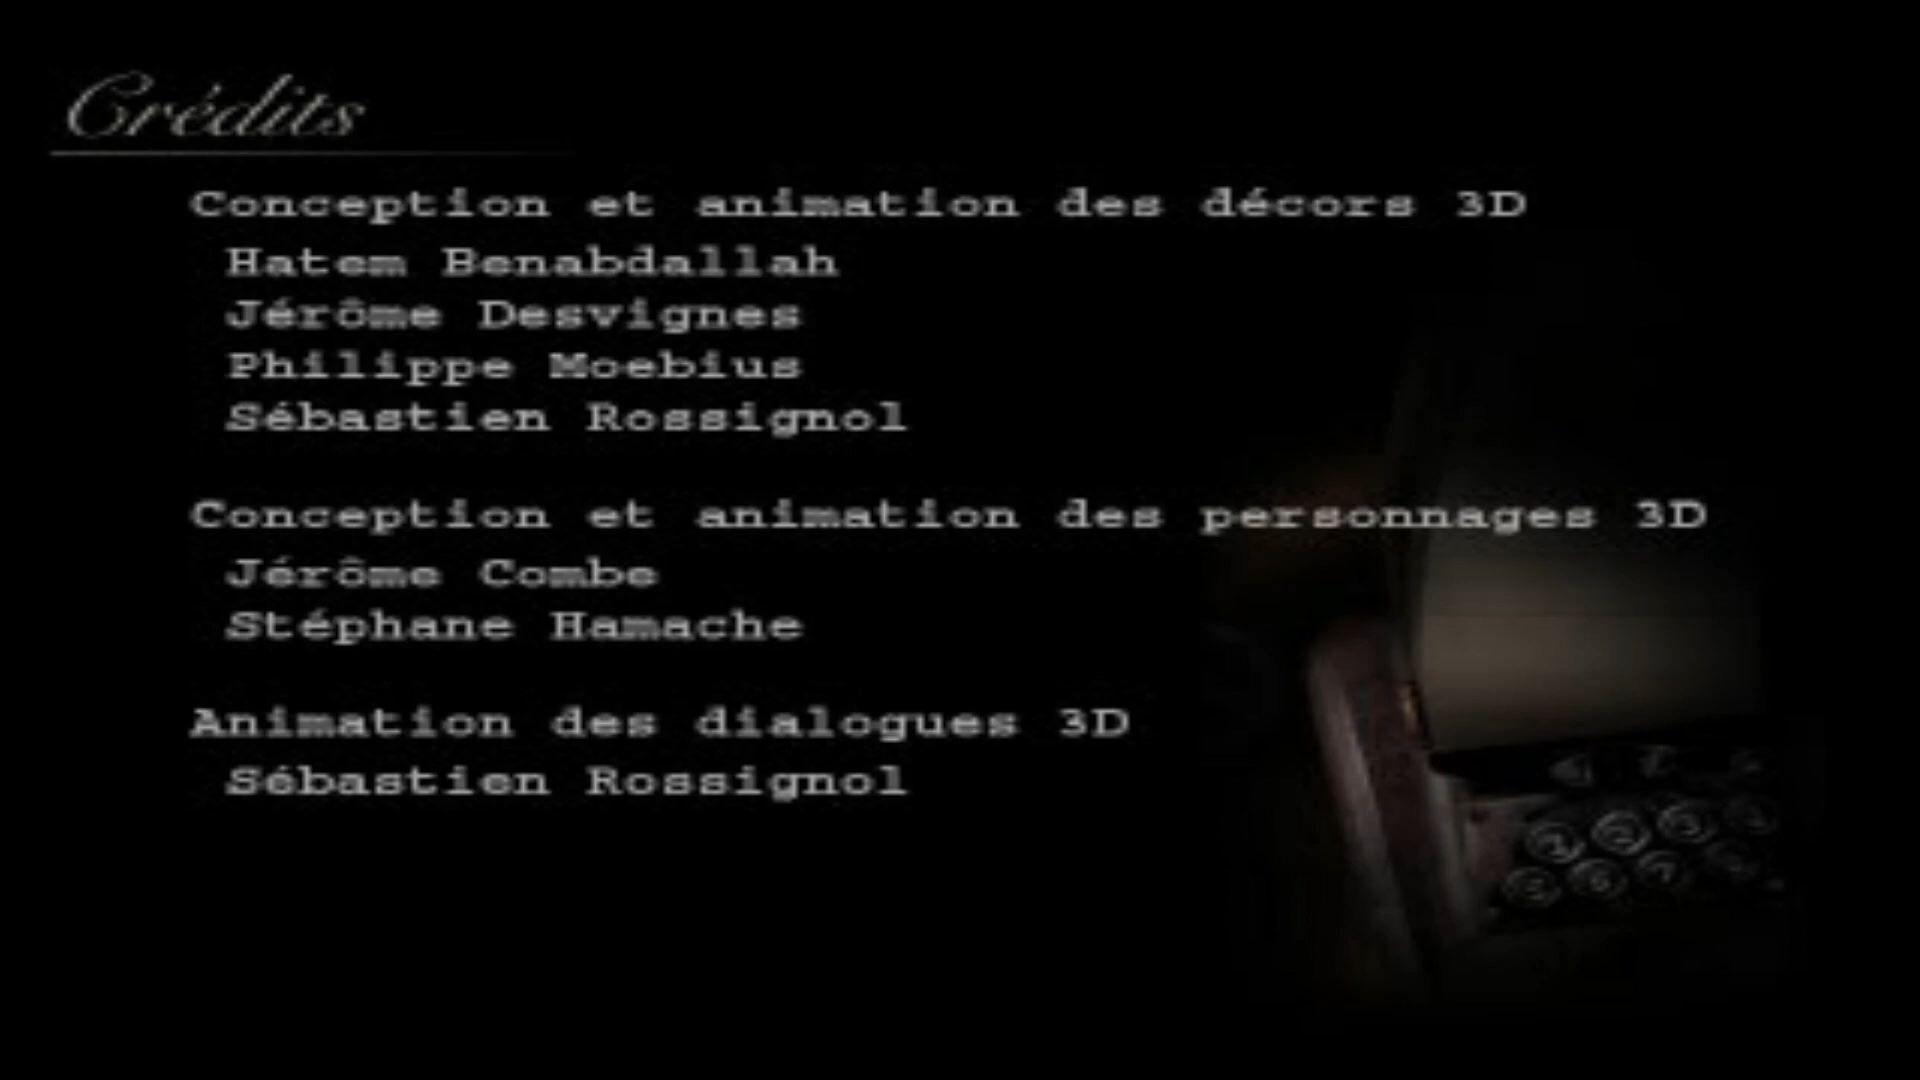 Crédits
Conception et animation des décors 3D
Hatem Benabdallah
Jérôme Desvignes
Philippe Moebius
Sébastien Rossignol
Conception et animation des personnages 3D
Jérôme Combe
Stéphane Hamache
Animation des dialogues 3D
Sébastien Rossignol